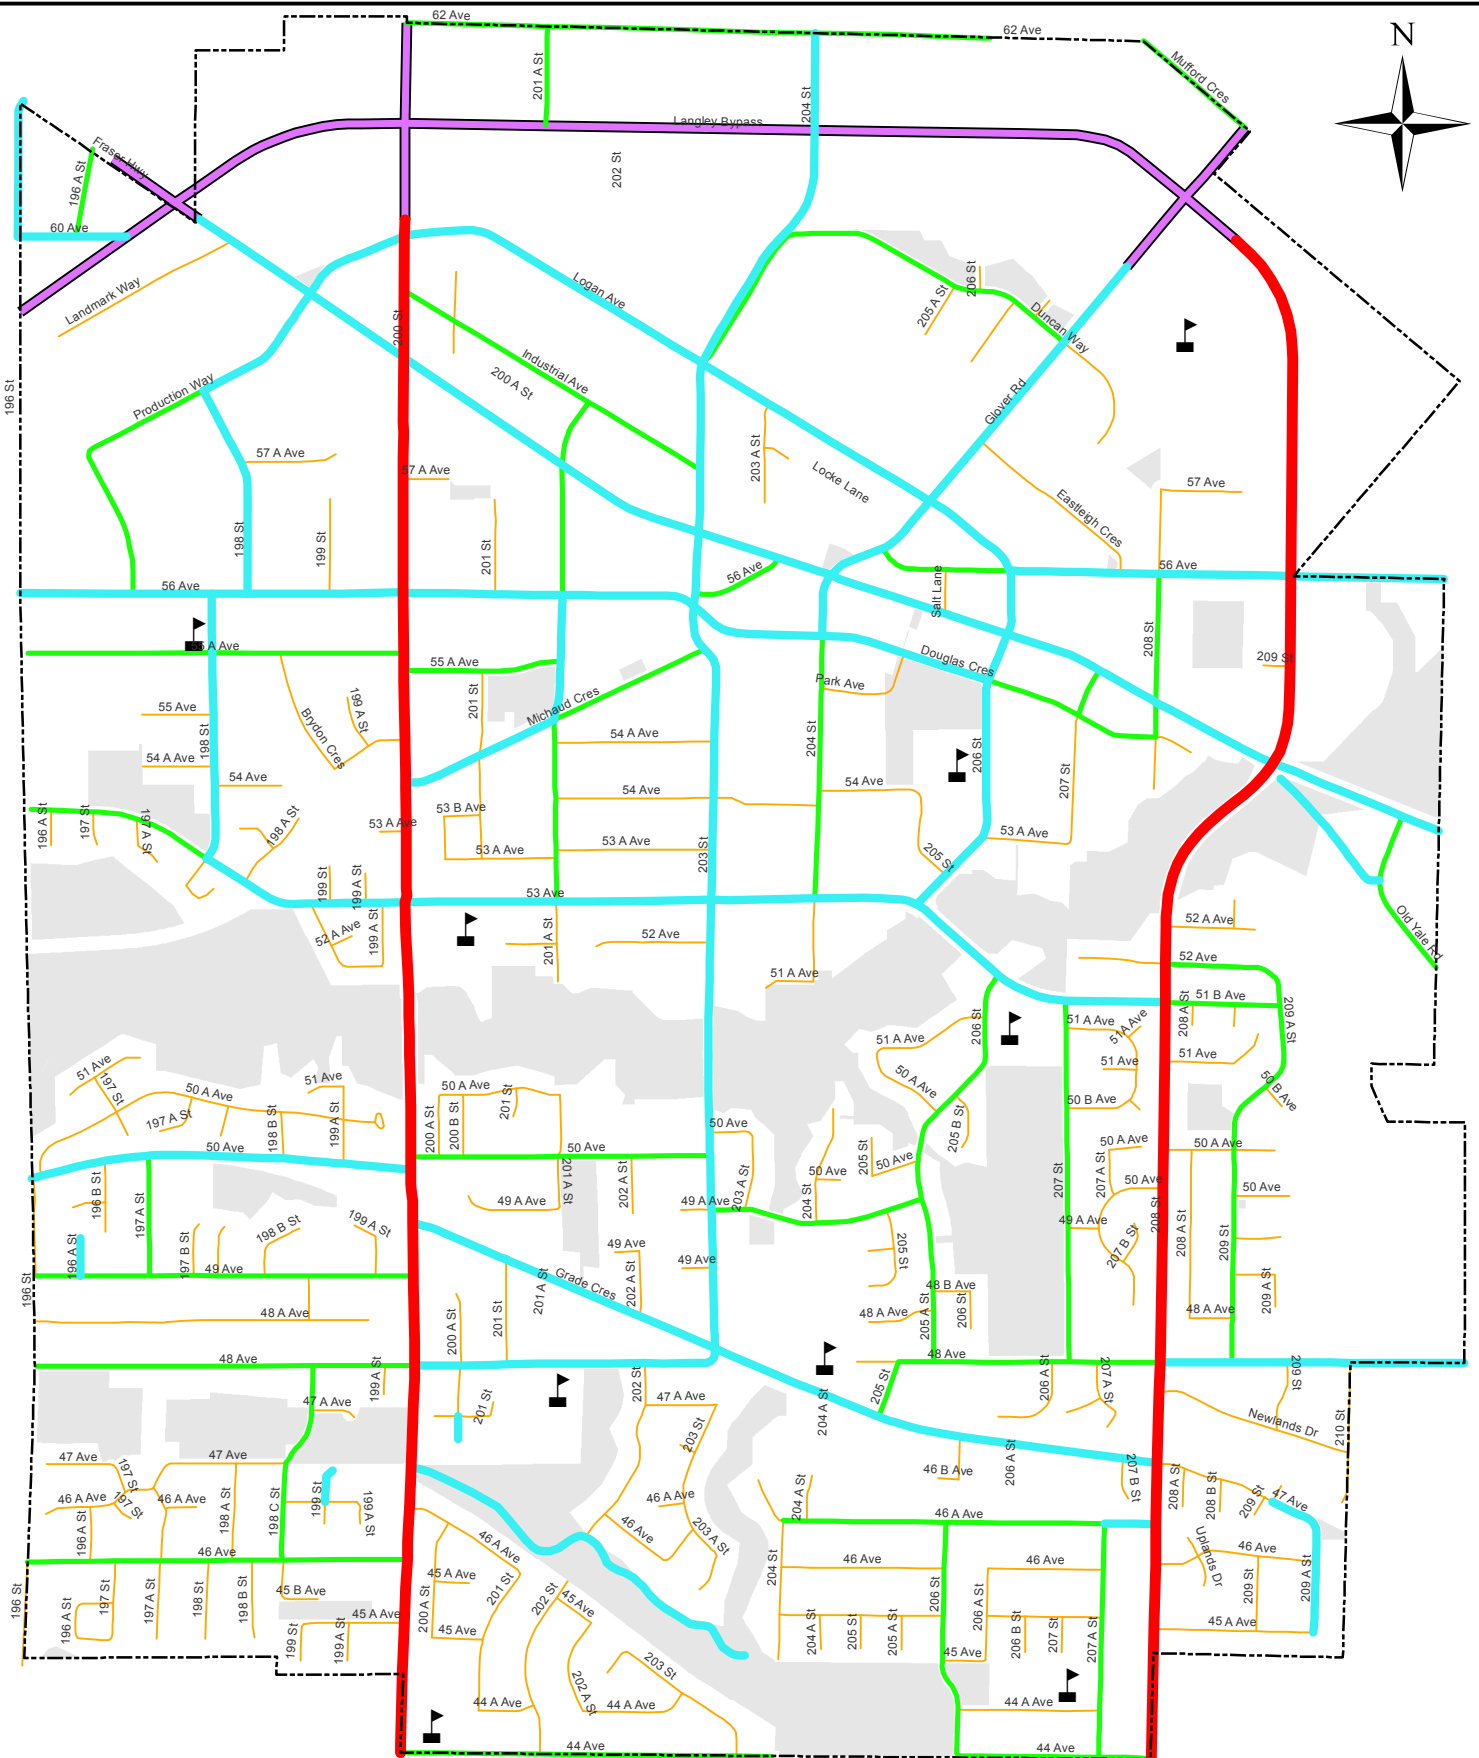 62 Ave
62 Ave
N
Mufford Cres
201 A St
204 St
Langley Bypass
Fraser Hwy
196 A St
202 St
60 Ave
Landmark Way
Logan Ave
206 St
205 A St
Duncan Way
200 St
Industrial Ave
200 A St
196 St
Production Way
Glover Rd
57 A Ave
57 A Ave
203 A St
Locke Lane
57 Ave
Eastleigh Cres
198 St
199 St
201 St
56 Ave
56 Ave
56 Ave
Salt Lane
55 A Ave
55 A Ave
208 St
209 St
Douglas Cres
Park Ave
201 St
Michaud Cres
199 A St
Brydon Cres
55 Ave
198 St
54 A Ave
54 A Ave
204 St
206 St
54 Ave
54 Ave
54 Ave
207 St
196 A St
197 St
197 A St
198 A St
53 A Ave
53 B Ave
53 A Ave
53 A Ave
203 St
205 St
53 A Ave
199 St
199 A St
53 Ave
52 A Ave
199 A St
201 A St
52 Ave
51 A Ave
52 A Ave
Old Yale Rd
52 Ave
51 B Ave
208 A St
209 A St
206 St
51 A Ave
51 A Ave
51A Ave
51 Ave
51 Ave
50 A Ave
50 B Ave
50 B Ave
205 B St
51 Ave
197 St
50 A Ave
197 A St
51 Ave
198 B St
199 A St
50 A Ave
201 St
200 A St
200 B St
50 Ave
50 Ave
50 Ave
205 St
50 Ave
50 Ave
204 St
203 A St
50 A Ave
50 A Ave
207 St
207 A St
50 Ave
50 Ave
208 St
196 B St
197 A St
201 A St
202 A St
49 A Ave
49 A Ave
49 A Ave
196 A St
197 B St
198 B St
199 A St
205 St
207 B St
208 A St
209 St
49 Ave
49 Ave
49 Ave
196 St
Grade Cres
201 A St
202 A St
48 B Ave
209 A St
48 A Ave
200 A St
201 St
48 A Ave
205 A St
206 St
48 A Ave
48 Ave
48 Ave
199 A St
202 St
205 St
206 A St
207 A St
209 St
47 A Ave
201 St
47 A Ave
203 St
204 A St
Newlands Dr
210 St
47 Ave
197 St
47 Ave
46 B Ave
206 A St
207 B St
208 A St
208 B St
209 St
47 Ave
46 A Ave
197 St
46 A Ave
196 A St
198 A St
198 C St
199 St
199 A St
46 A Ave
204 A St
46 A Ave
46 Ave
203 A St
46 A Ave
46 Ave
46 Ave
46 Ave
46 Ave
204 St
Uplands Dr
209 St
209 A St
45 A Ave
201 St
202 St
45 Ave
200 A St
196 St
196 A St
197 St
197 A St
198 St
198 B St
45 B Ave
45 A Ave
199 St
199 A St
45 Ave
206 St
206 A St
204 A St
205 St
205 A St
206 B St
207 St
207 A St
45 A Ave
45 Ave
203 St
202 A St
44 A Ave
44 A Ave
44 A Ave
44 Ave
44 Ave